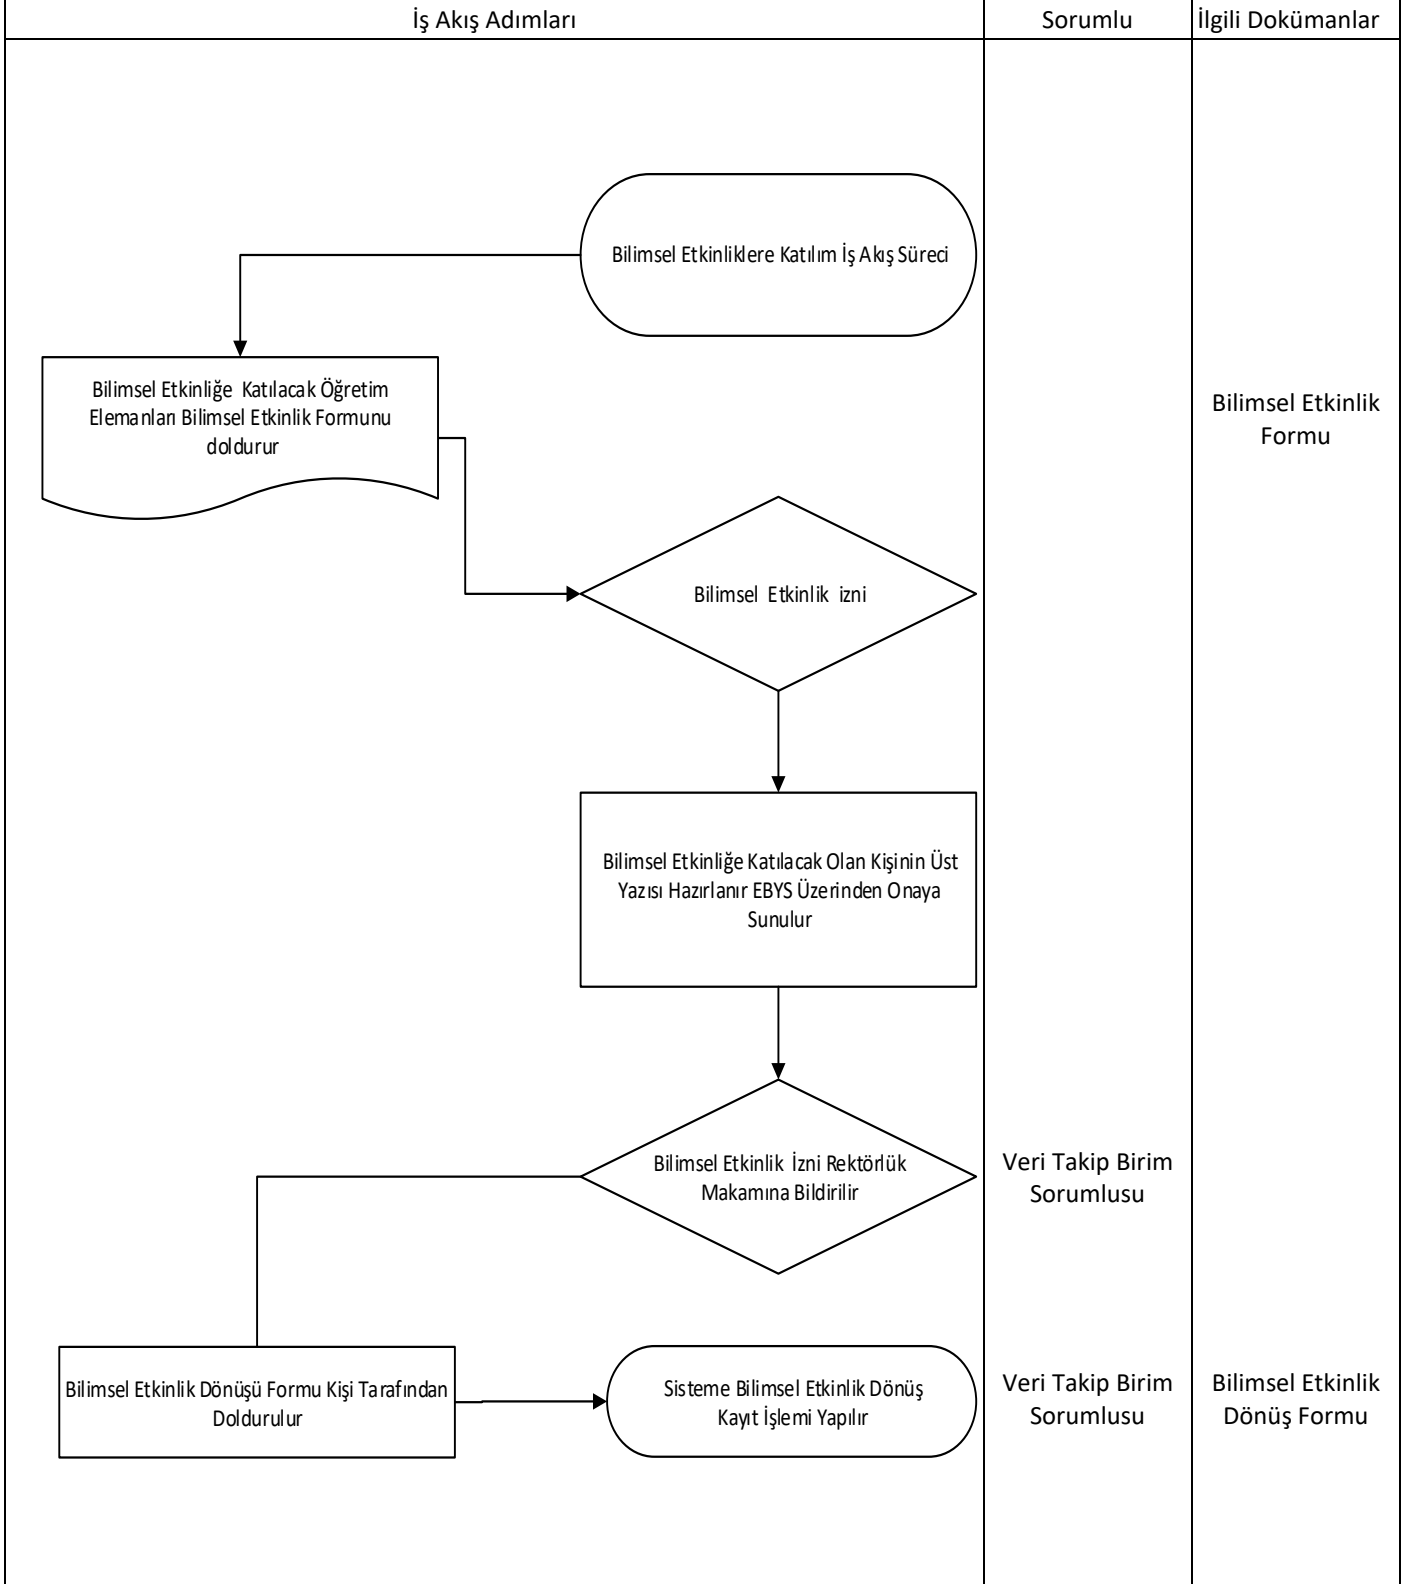 İş Akış Adımları
Sorumlu
İlgili Dokümanlar
Bilimsel Etkinliklere Katılım İş Akış Süreci
Bilimsel Etkinliğe Katılacak Öğretim
Elemanları Bilimsel Etkinlik Formunu
doldurur
Bilimsel Etkinlik
Formu
Bilimsel Etkinlik izni
Bilimsel Etkinliğe Katılacak Olan Kişinin Üst
Yazısı Hazırlanır EBYS Üzerinden Onaya
Sunulur
Bilimsel Etkinlik İzni Rektörlük
Makamına Bildirilir
Veri Takip Birim
Sorumlusu
Bilimsel Etkinlik Dönüşü Formu Kişi Tarafından
Doldurulur
Sisteme Bilimsel Etkinlik Dönüş
Kayıt İşlemi Yapılır
Veri Takip Birim
Sorumlusu
Bilimsel Etkinlik
Dönüş Formu